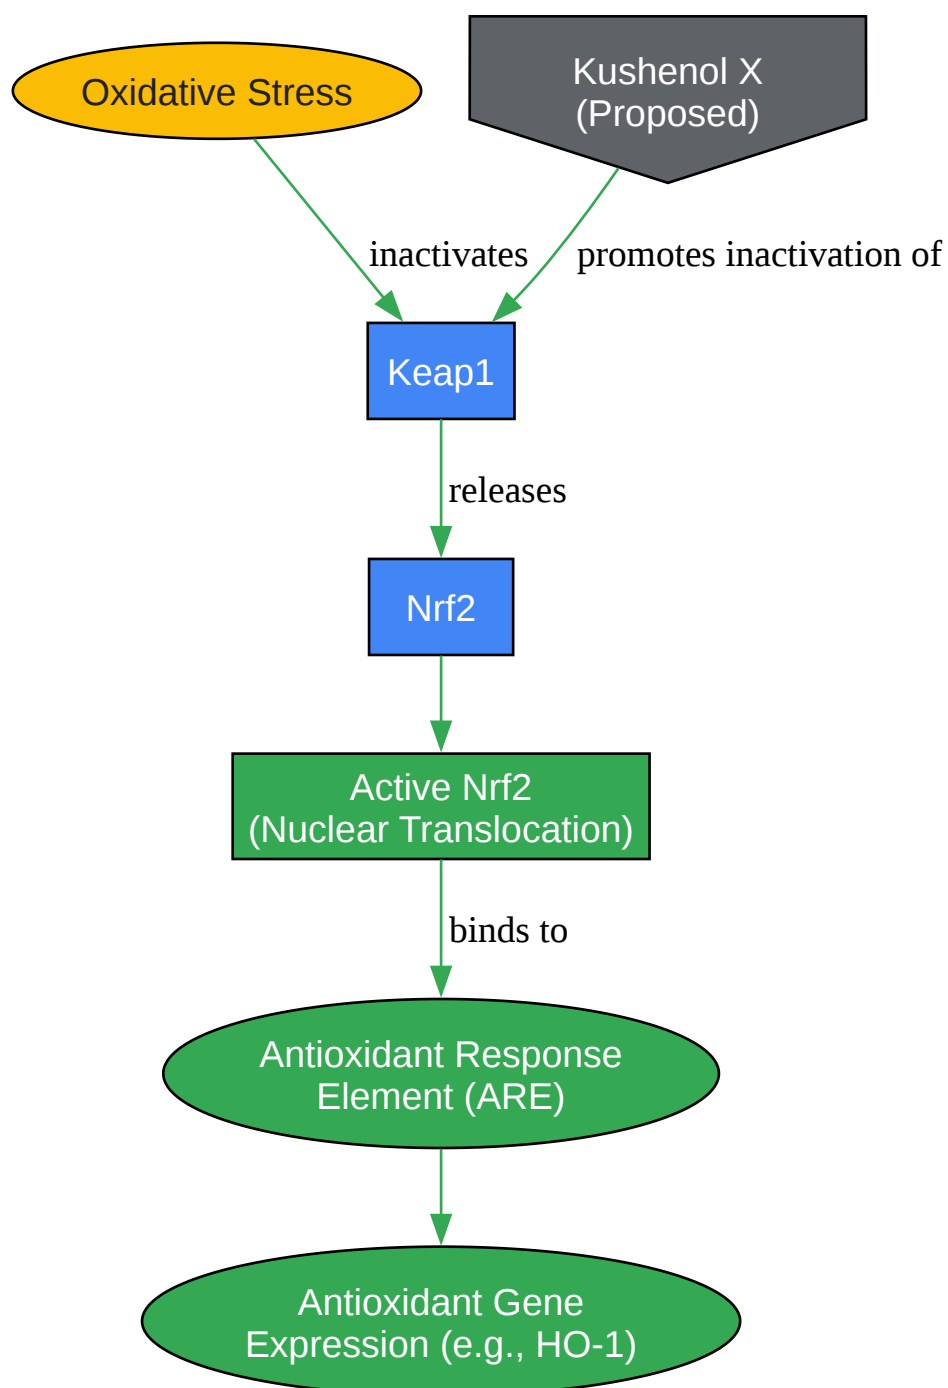 Oxidative Stress
Kushenol X
(Proposed)
inactivates
promotes inactivation of
Keap1
releases
Nrf2
Active Nrf2
(Nuclear Translocation)
binds to
Antioxidant Response
Element (ARE)
Antioxidant Gene
Expression (e.g., HO-1)